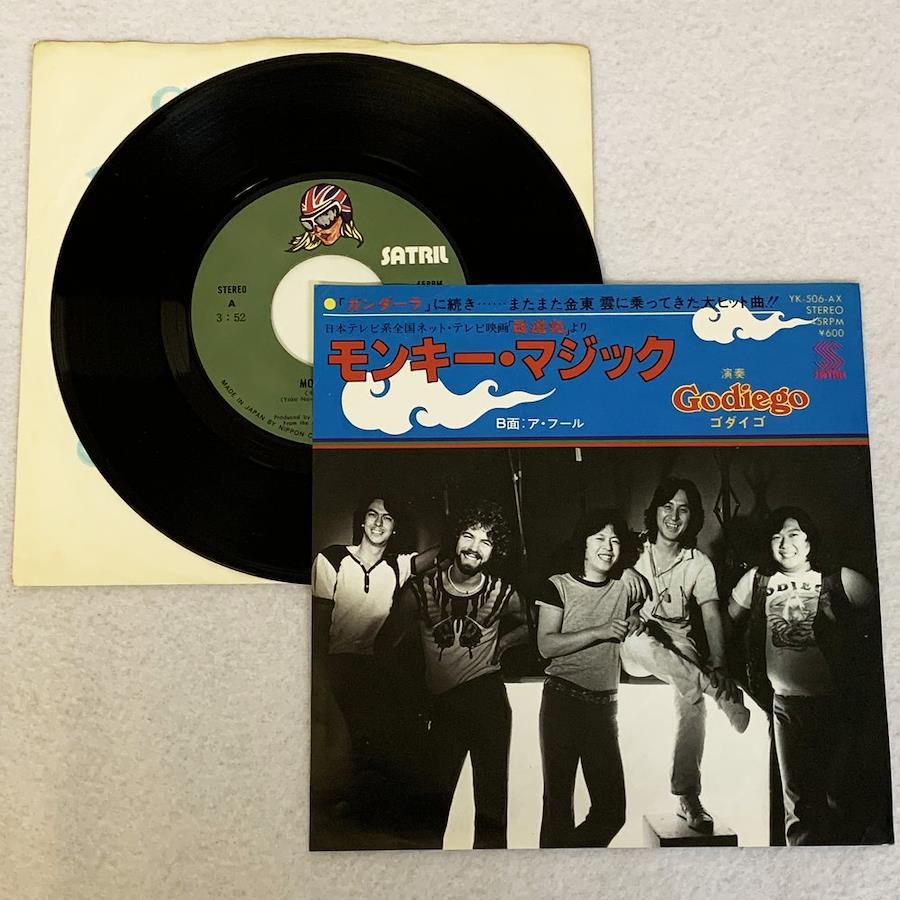 SATRIL
STEREO
45RPM
A
3:52
MADE IN JAPAN BY NIPPON C
Produced by
From the
「ガンダーラ」に続き……またまた金東雲に乗ってきた大ヒット曲!!
YK-506-AX
STEREO
45RPM
¥600
日本テレビ系全国ネット・テレビ映画「西遊記」より
モンキー・マジック
SATRIL
演奏
Godiego
ゴダイゴ
B面:ア・フール